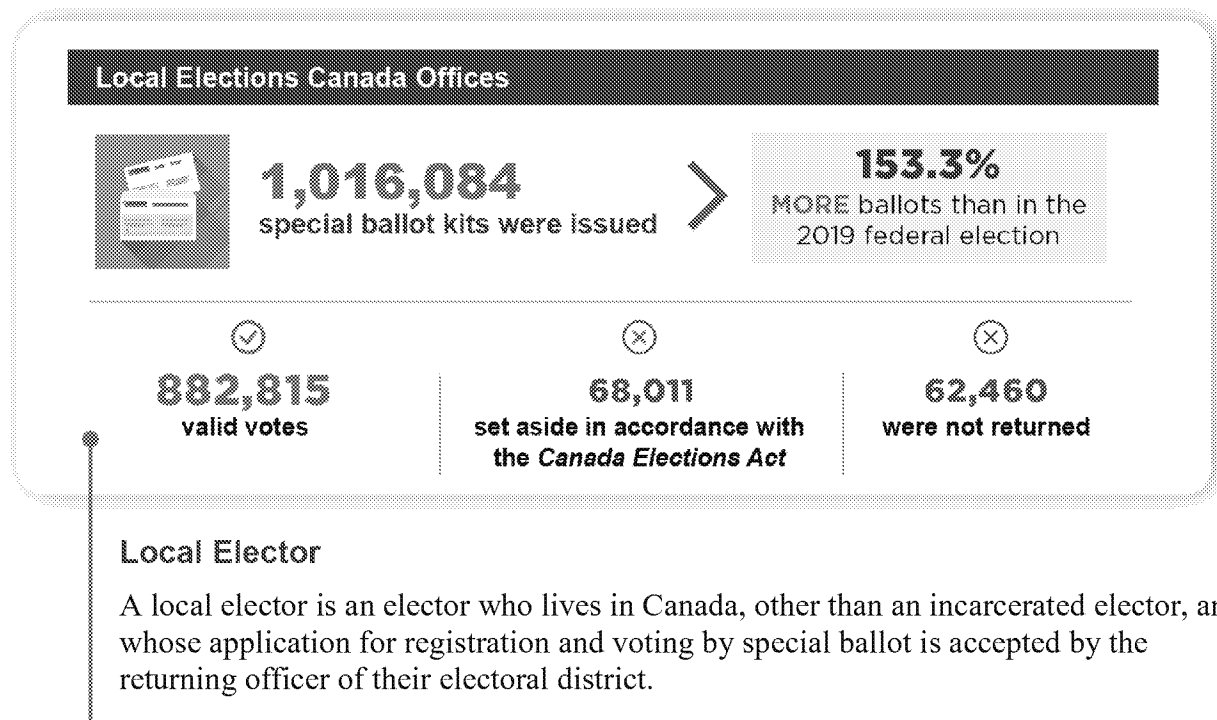 Local Elections Canada Offices
1,016,084
special ballot kits were issued
153.3%
MORE ballots than in the
2019 federal election
882,815
valid votes
68,011
set aside in accordance with
the Canada Elections Act
62,460
were not returned
Local Elector
A local elector is an elector who lives in Canada, other than an incarcerated elector, an
whose application for registration and voting by special ballot is accepted by the
returning officer of their electoral district.